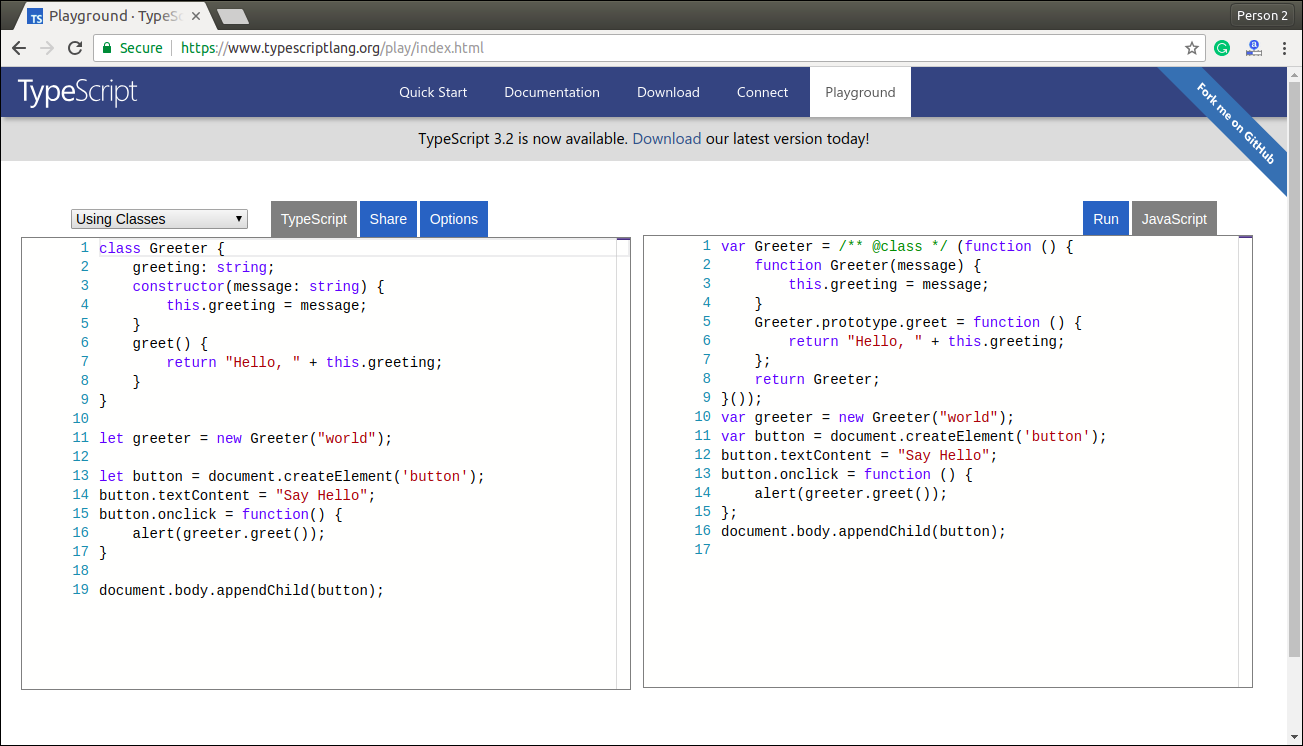 Playground · TypeSc
Person 2
Secure https://www.typescriptlang.org/play/index.html
TypeScript
Quick Start Documentation Download Connect Playground
Fork me on GitHub
TypeScript 3.2 is now available. Download our latest version today!
Using Classes TypeScript Share Options
1 class Greeter {
2     greeting: string;
3     constructor(message: string) {
4         this.greeting = message;
5     }
6     greet() {
7         return "Hello, " + this.greeting;
8     }
9 }
10
11 let greeter = new Greeter("world");
12
13 let button = document.createElement('button');
14 button.textContent = "Say Hello";
15 button.onclick = function() {
16     alert(greeter.greet());
17 }
18
19 document.body.appendChild(button);
Run JavaScript
1 var Greeter = /** @class */ (function () {
2     function Greeter(message) {
3         this.greeting = message;
4     }
5     Greeter.prototype.greet = function () {
6         return "Hello, " + this.greeting;
7     };
8     return Greeter;
9 }());
10 var greeter = new Greeter("world");
11 var button = document.createElement('button');
12 button.textContent = "Say Hello";
13 button.onclick = function () {
14     alert(greeter.greet());
15 };
16 document.body.appendChild(button);
17